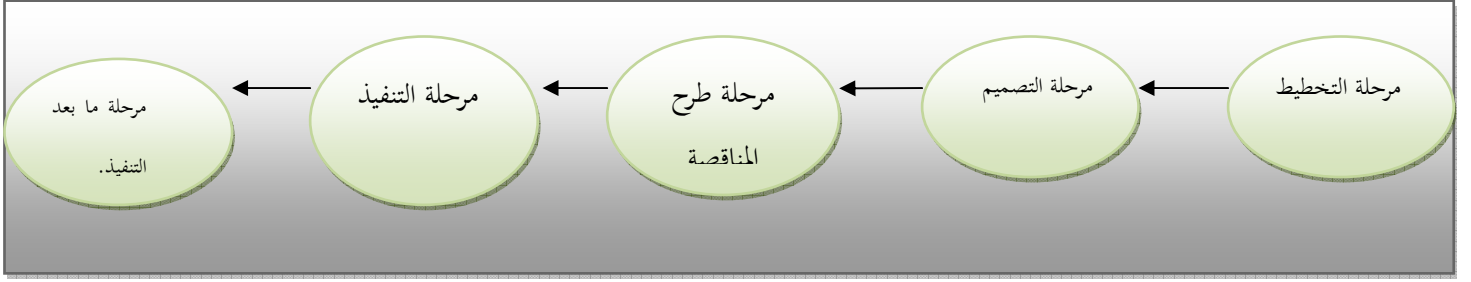 مرحلة التخطيط
مرحلة التصميم
مرحلة طرح
المناقصة
مرحلة التنفيذ
مرحلة ما بعد
التنفيذ.